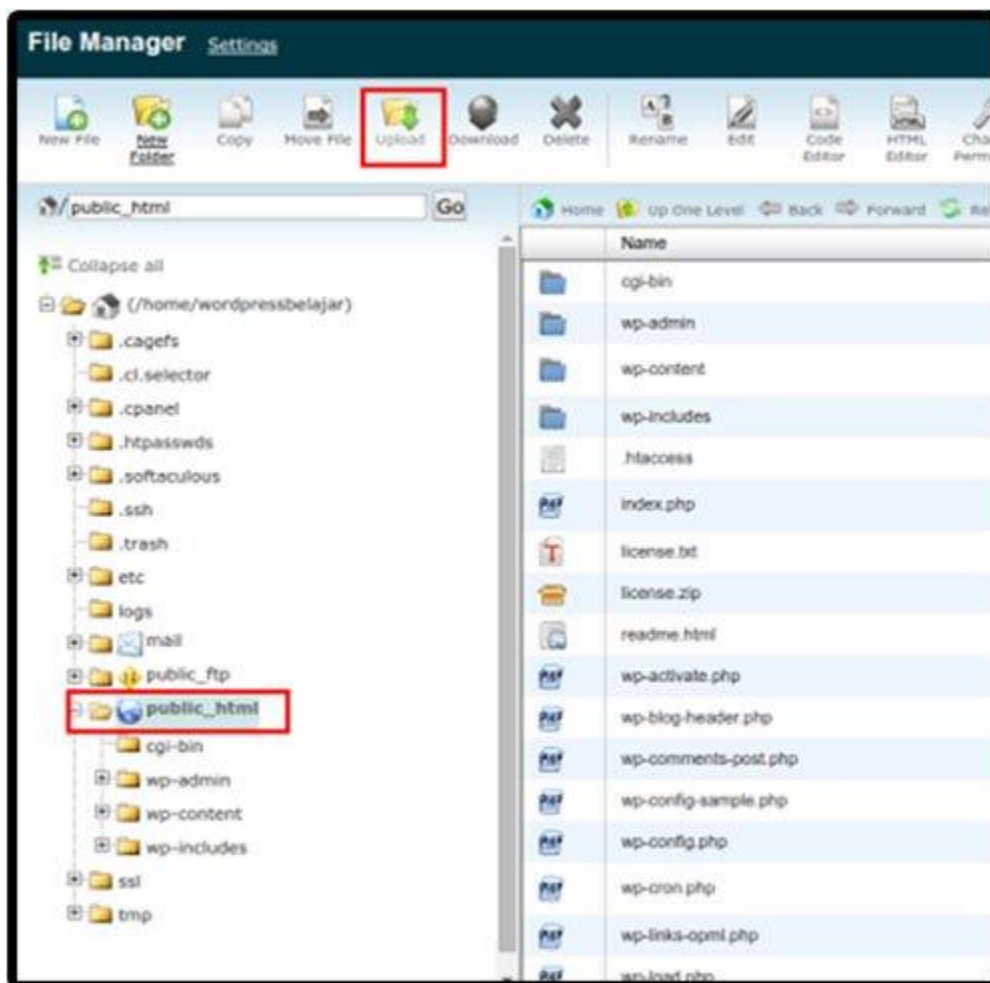 File Manager Settings
New File
New Folder
Copy
Move File
Upload
Download
Delete
Rename
Edit
Code Editor
HTML Editor
/ public_html Go
Home Up One Level Back Forward
Name
Collapse all
(/home/wordpressbelajar)
.cagefs
.cl.selector
.cpanel
.htpasswds
.softaculous
.ssh
.trash
etc
logs
mail
public_ftp
public_html
cgi-bin
wp-admin
wp-content
wp-includes
ssl
tmp
cgi-bin
wp-admin
wp-content
wp-includes
.htaccess
index.php
license.txt
license.zip
readme.html
wp-activate.php
wp-blog-header.php
wp-comments-post.php
wp-config-sample.php
wp-config.php
wp-cron.php
wp-links-opml.php
wp-load.php